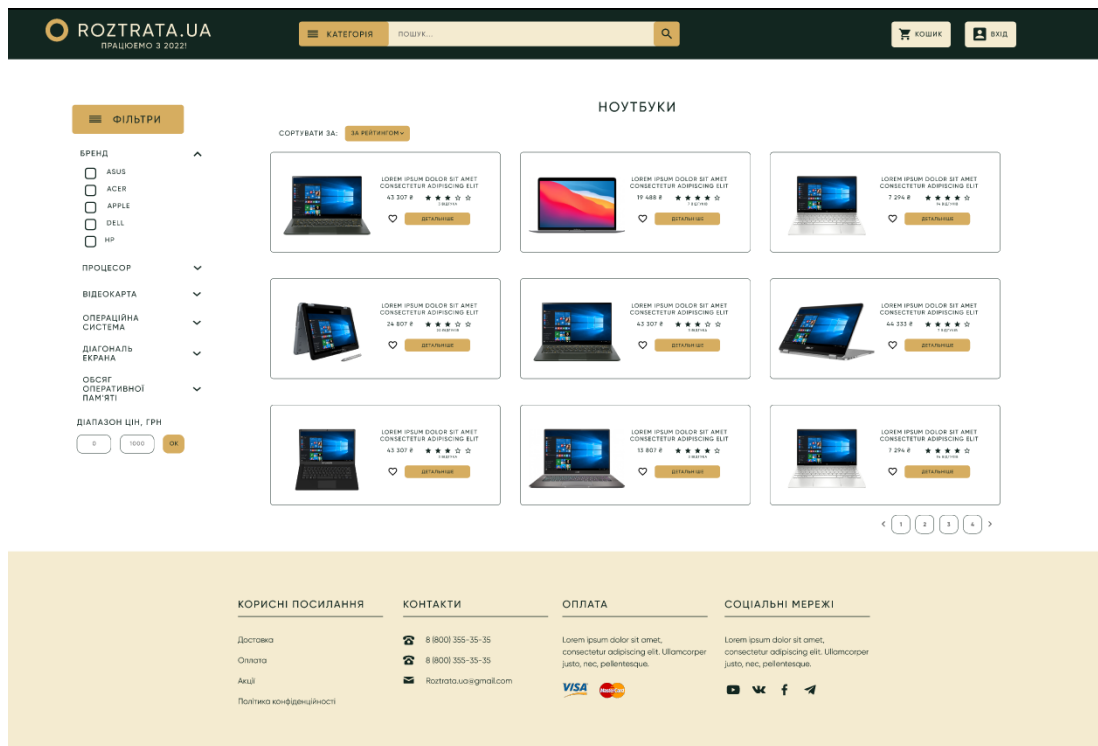 ROZTRATA.UA
ПРАЦЮЄМО З 2022!
КАТЕГОРІЯ
ПОШУК...
КОШИК
ВХІД
ФІЛЬТРИ
НОУТБУКИ
СОРТУВАТИ ЗА:
ЗА РЕЙТИНГОМ
БРЕНД
ASUS
ACER
APPLE
DELL
HP
ПРОЦЕСОР
ВІДЕОКАРТА
ОПЕРАЦІЙНА
СИСТЕМА
ДІАГОНАЛЬ
ЕКРАНА
ОБСЯГ
ОПЕРАТИВНОЇ
ПАМ'ЯТІ
ДІАПАЗОН ЦІН, ГРН
0
1000
ОК
LOREM IPSUM DOLOR SIT AMET
CONSECTETUR ADIPISCING ELIT
43 307 ₴
ДЕТАЛЬНІШЕ
LOREM IPSUM DOLOR SIT AMET
CONSECTETUR ADIPISCING ELIT
19 488 ₴
ДЕТАЛЬНІШЕ
LOREM IPSUM DOLOR SIT AMET
CONSECTETUR ADIPISCING ELIT
7 294 ₴
ДЕТАЛЬНІШЕ
LOREM IPSUM DOLOR SIT AMET
CONSECTETUR ADIPISCING ELIT
24 807 ₴
ДЕТАЛЬНІШЕ
LOREM IPSUM DOLOR SIT AMET
CONSECTETUR ADIPISCING ELIT
43 307 ₴
ДЕТАЛЬНІШЕ
LOREM IPSUM DOLOR SIT AMET
CONSECTETUR ADIPISCING ELIT
44 333 ₴
ДЕТАЛЬНІШЕ
LOREM IPSUM DOLOR SIT AMET
CONSECTETUR ADIPISCING ELIT
43 307 ₴
ДЕТАЛЬНІШЕ
LOREM IPSUM DOLOR SIT AMET
CONSECTETUR ADIPISCING ELIT
13 807 ₴
ДЕТАЛЬНІШЕ
LOREM IPSUM DOLOR SIT AMET
CONSECTETUR ADIPISCING ELIT
7 294 ₴
ДЕТАЛЬНІШЕ
1 2 3 4
КОРИСНІ ПОСИЛАННЯ
Доставка
Оплата
Акції
Політика конфіденційності
КОНТАКТИ
8 (800) 355-35-35
8 (800) 355-35-35
Roztrata.ua@gmail.com
ОПЛАТА
Lorem ipsum dolor sit amet,
consectetur adipiscing elit. Ullamcorper
justo, nec, pellentesque.
VISA
MasterCard
СОЦІАЛЬНІ МЕРЕЖІ
Lorem ipsum dolor sit amet,
consectetur adipiscing elit. Ullamcorper
justo, nec, pellentesque.